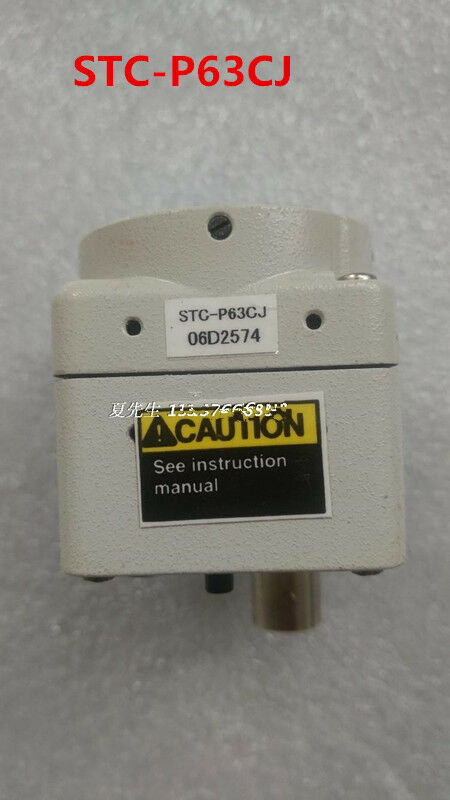 STC-P63CJ
STC-P63CJ
06D2574
夏先生
CAUTION
See instruction
manual